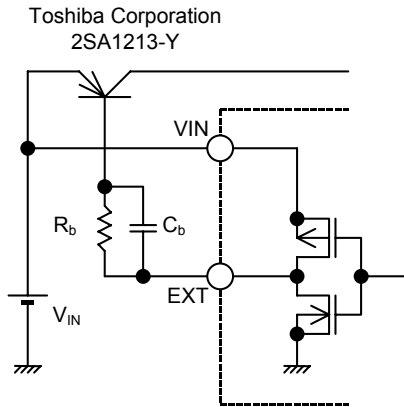 Toshiba Corporation
2SA1213-Y
VIN
Rb
Cb
EXT
VIN